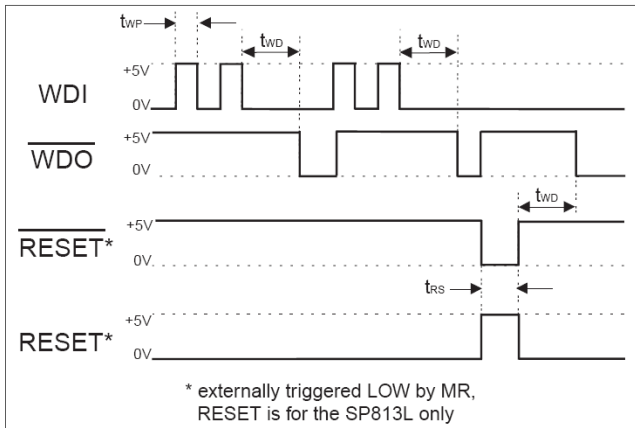 tWP
tWD
tWD
WDI
+5V
0V
WDO
+5V
0V
tWD
RESET*
+5V
0V
tRS
RESET*
+5V
0V
* externally triggered LOW by MR,
RESET is for the SP813L only